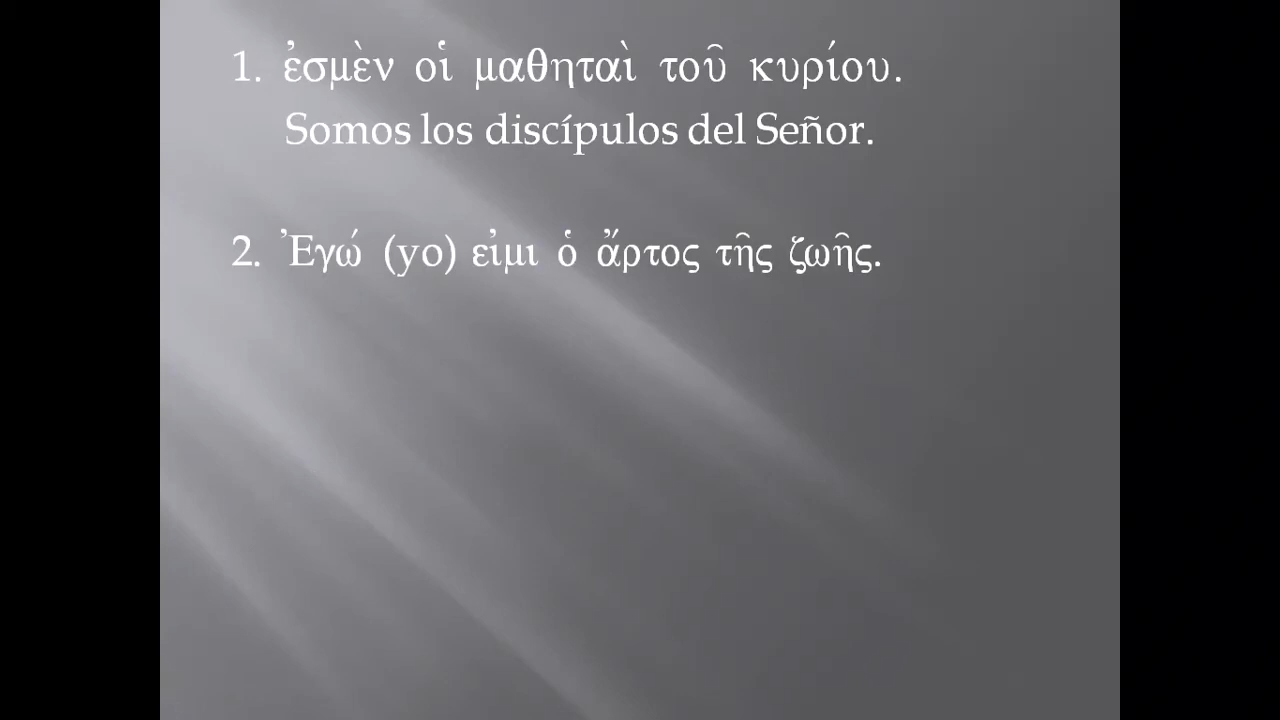 1. ἐσμὲν οἱ μαθηταὶ τοῦ κυρίου.
Somos los discípulos del Señor.
2. Ἐγώ (yo) εἰμι ὁ ἄρτος τῆς ζωῆς.